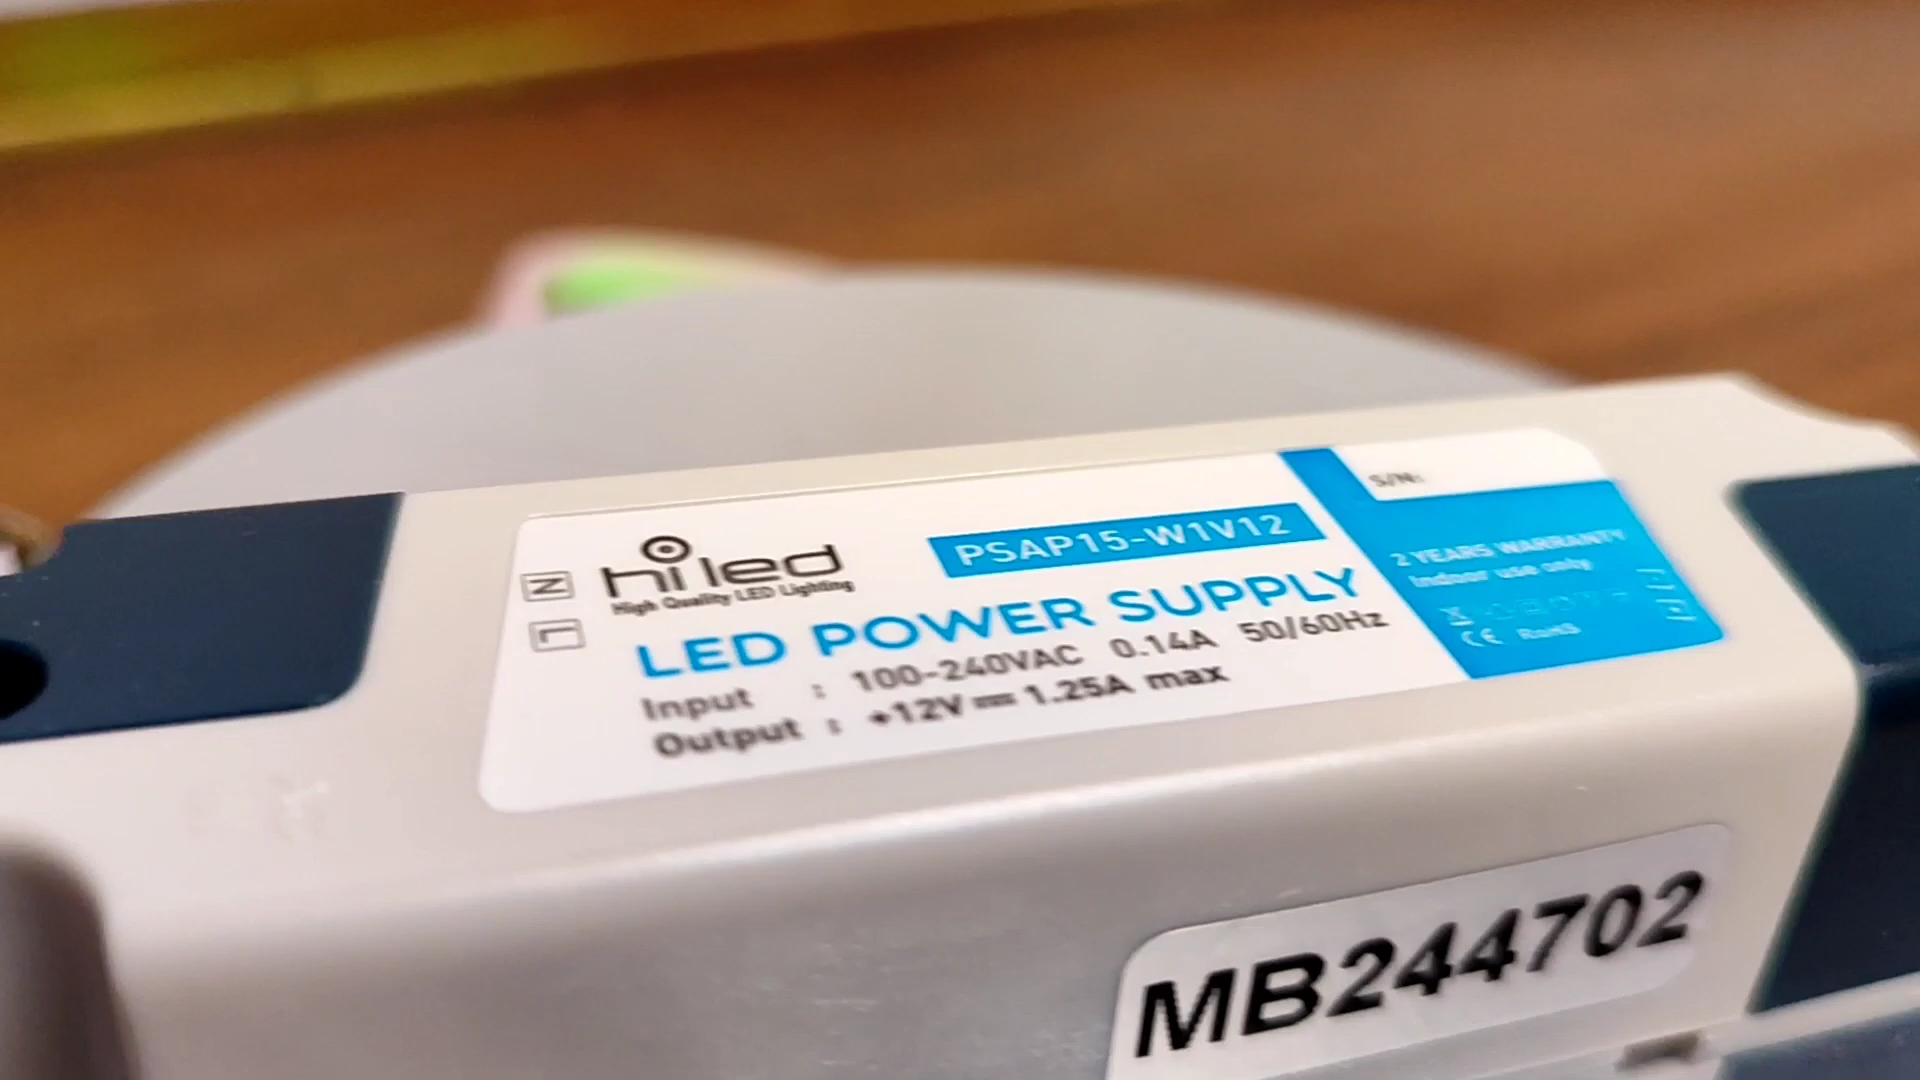 N
L
hi led
High Quality LED Lighting
PSAP15-W1V12
LED POWER SUPPLY
Input : 100-240VAC 0.14A 50/60Hz
Output : +12V⎓1.25A max
S/N:
2 YEARS WARRANTY
Indoor use only
CE RoHS
MB244702